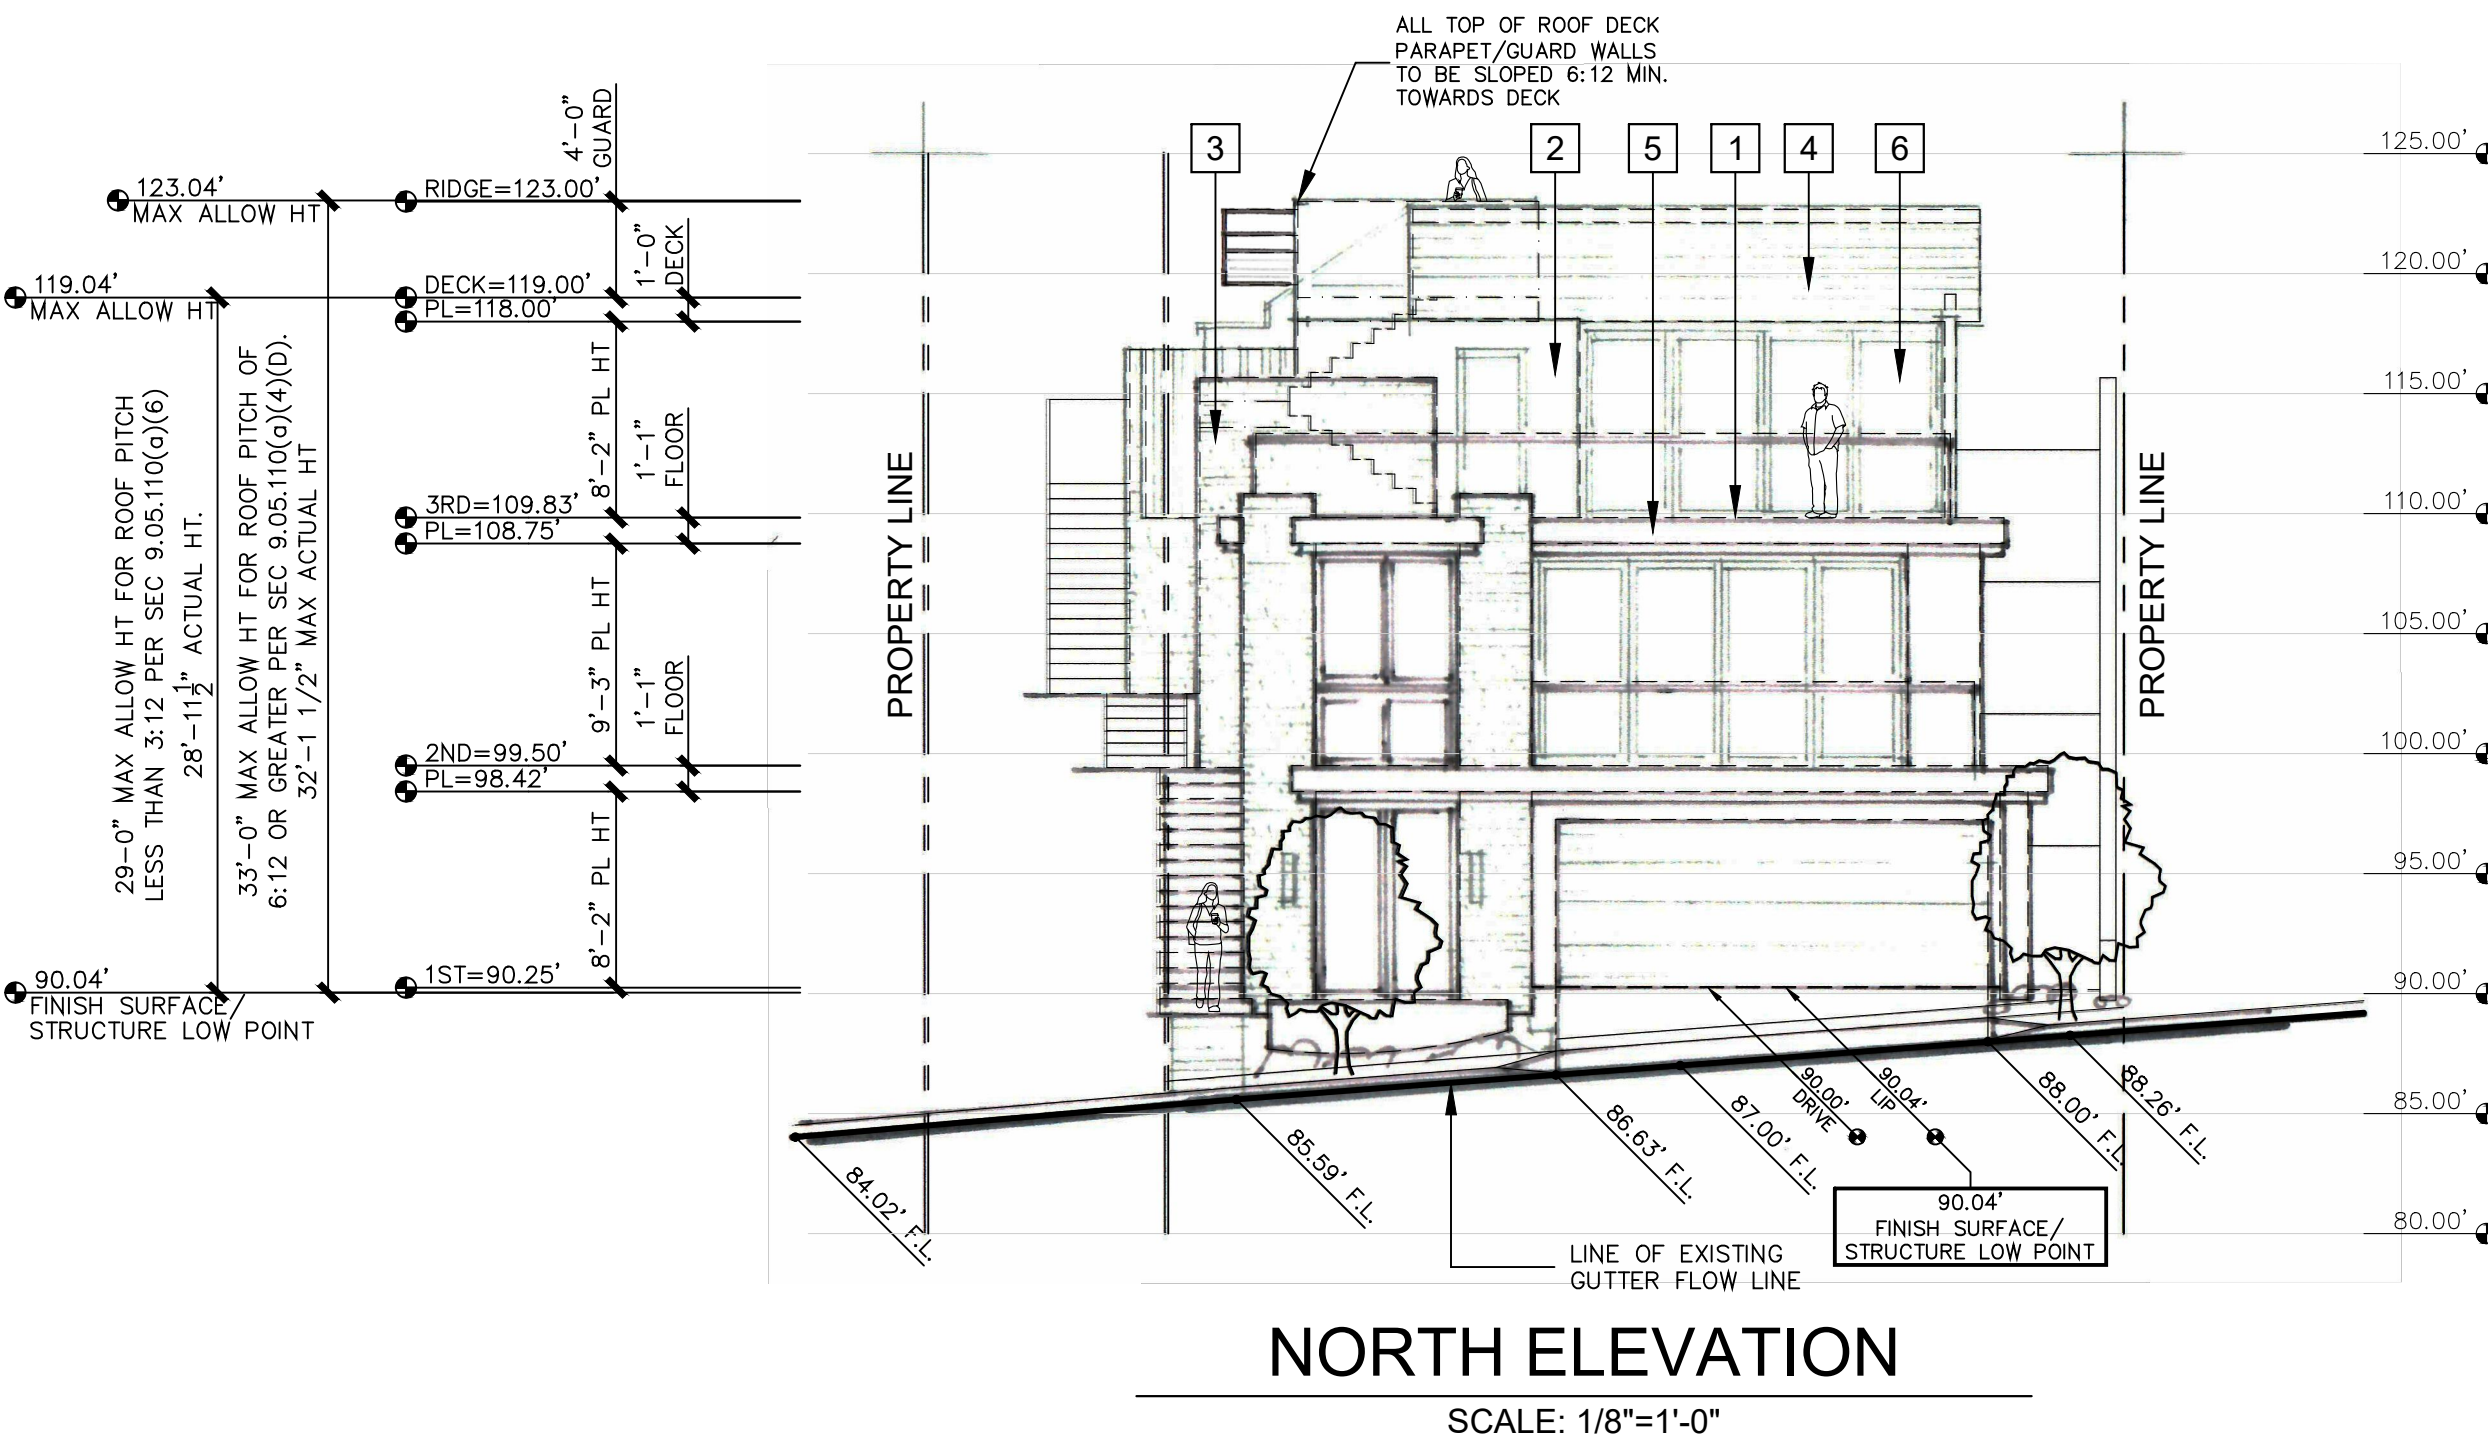 ALL TOP OF ROOF DECK
PARAPET/GUARD WALLS
TO BE SLOPED 6:12 MIN.
TOWARDS DECK
3
2
5
1
4
6
4'-0"
GUARD
123.04'
MAX ALLOW HT
RIDGE=123.00'
1'-0"
DECK
119.04'
MAX ALLOW HT
DECK=119.00'
PL=118.00'
29-0" MAX ALLOW HT FOR ROOF PITCH
LESS THAN 3:12 PER SEC 9.05.110(a)(6)
28'-11 1/2" ACTUAL HT.
33'-0" MAX ALLOW HT FOR ROOF PITCH OF
6:12 OR GREATER PER SEC 9.05.110(a)(4)(D).
32'-1 1/2" MAX ACTUAL HT
8'-2" PL HT
1'-1"
FLOOR
3RD=109.83'
PL=108.75'
9'-3" PL HT
1'-1"
FLOOR
2ND=99.50'
PL=98.42'
8'-2" PL HT
1ST=90.25'
90.04'
FINISH SURFACE/
STRUCTURE LOW POINT
PROPERTY LINE
PROPERTY LINE
125.00'
120.00'
115.00'
110.00'
105.00'
100.00'
95.00'
90.00'
85.00'
80.00'
84.02' F.L.
85.59' F.L.
86.63' F.L.
87.00' F.L.
90.00'
DRIVE
90.04'
LIP
88.00' F.L.
88.26' F.L.
90.04'
FINISH SURFACE/
STRUCTURE LOW POINT
LINE OF EXISTING
GUTTER FLOW LINE
NORTH ELEVATION
SCALE: 1/8"=1'-0"